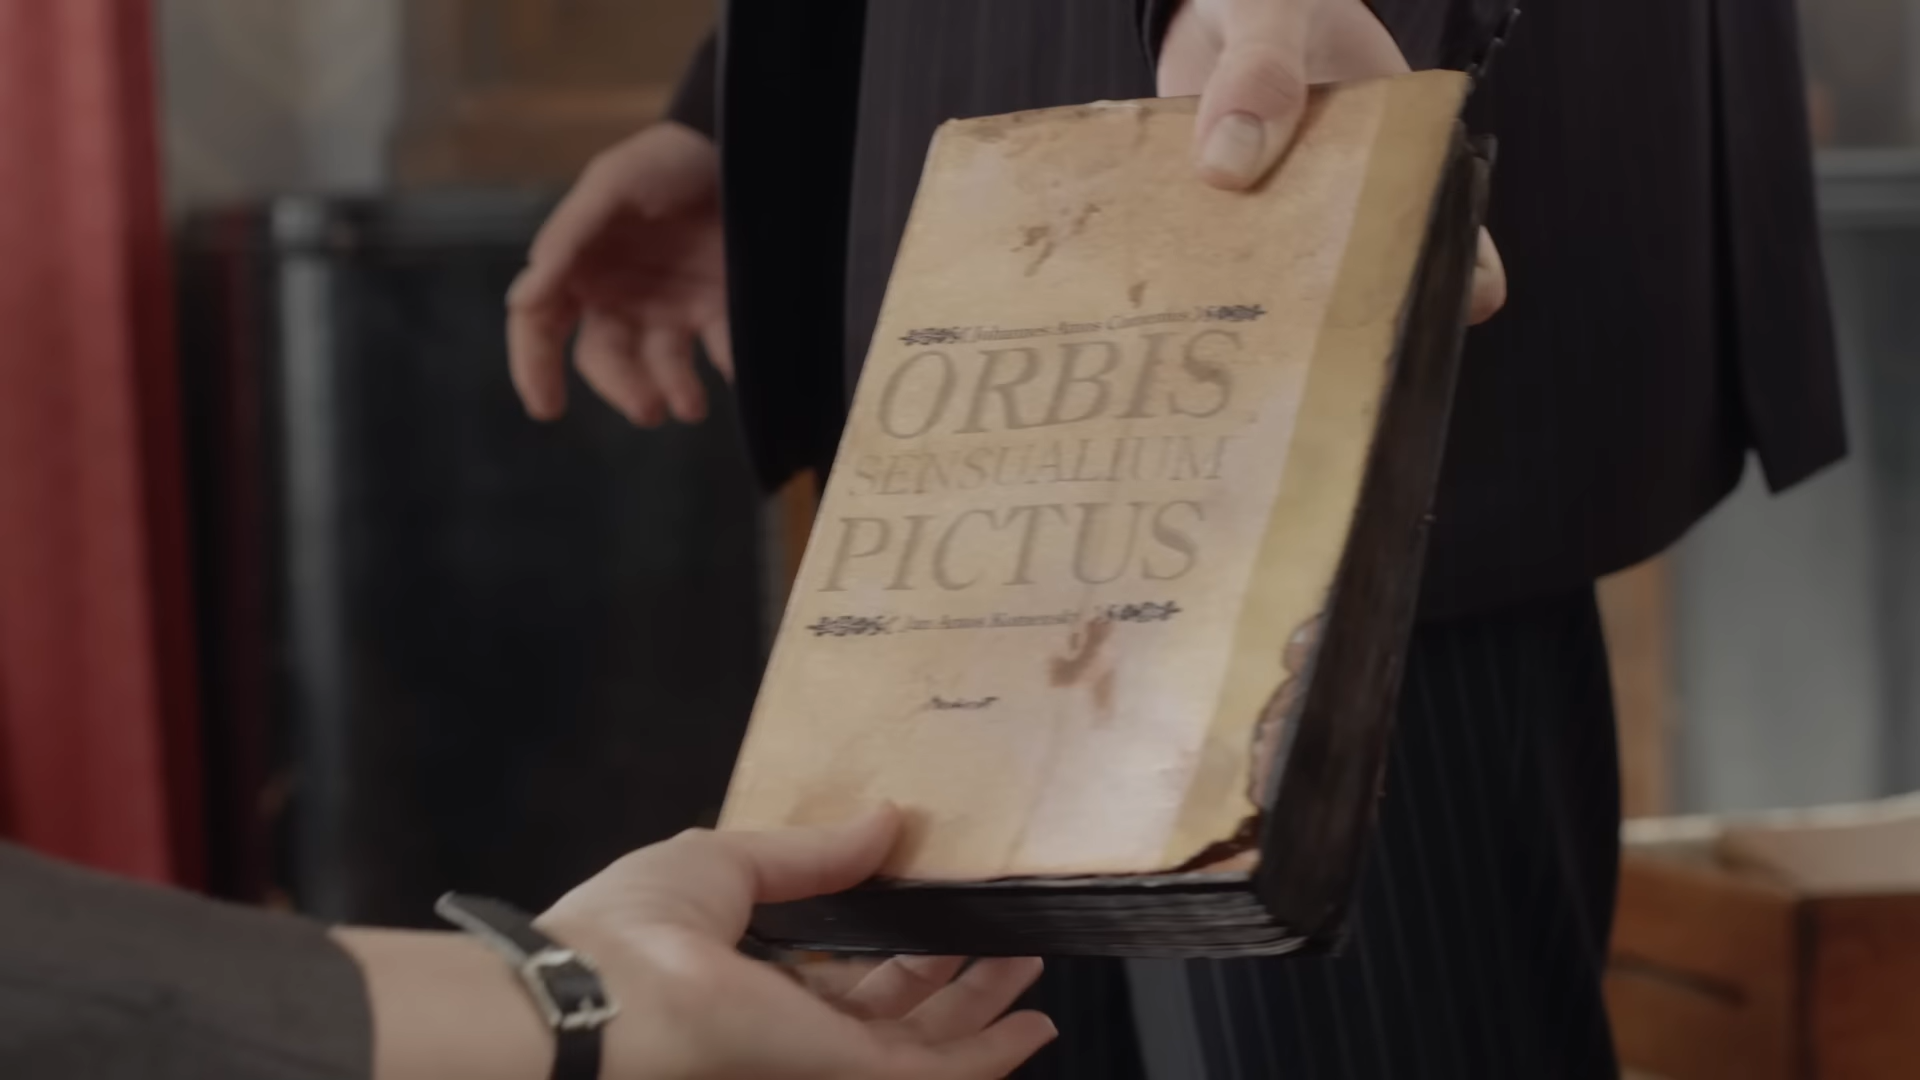 Johannes Amos Comenius
ORBIS
SENSUALIUM
PICTUS
Jan Amos Komenský